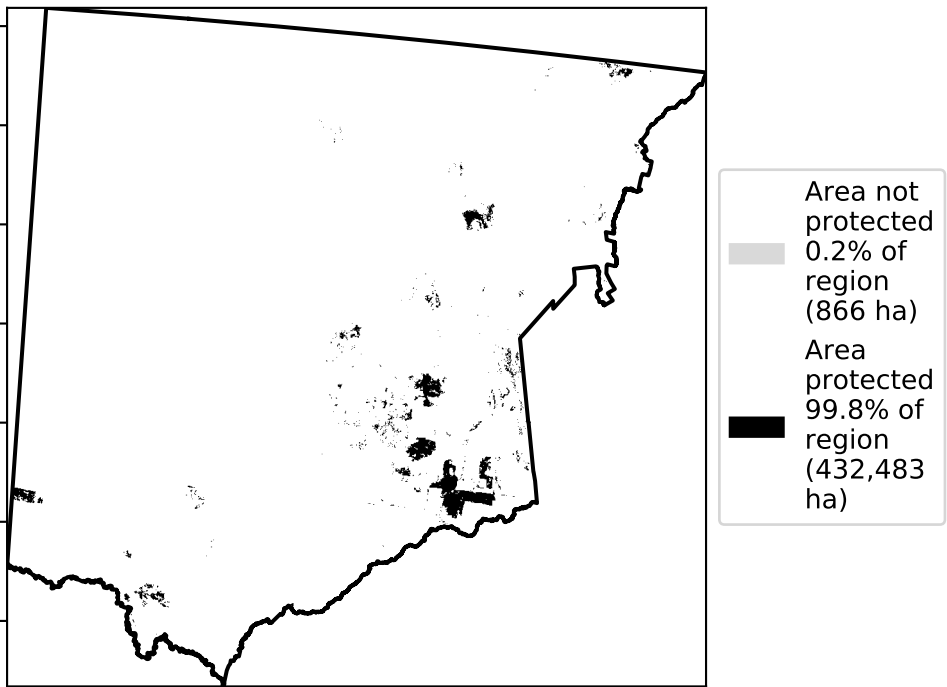 Area not
protected
0.2% of
region
(866 ha)
Area
protected
99.8% of
region
(432,483
ha)